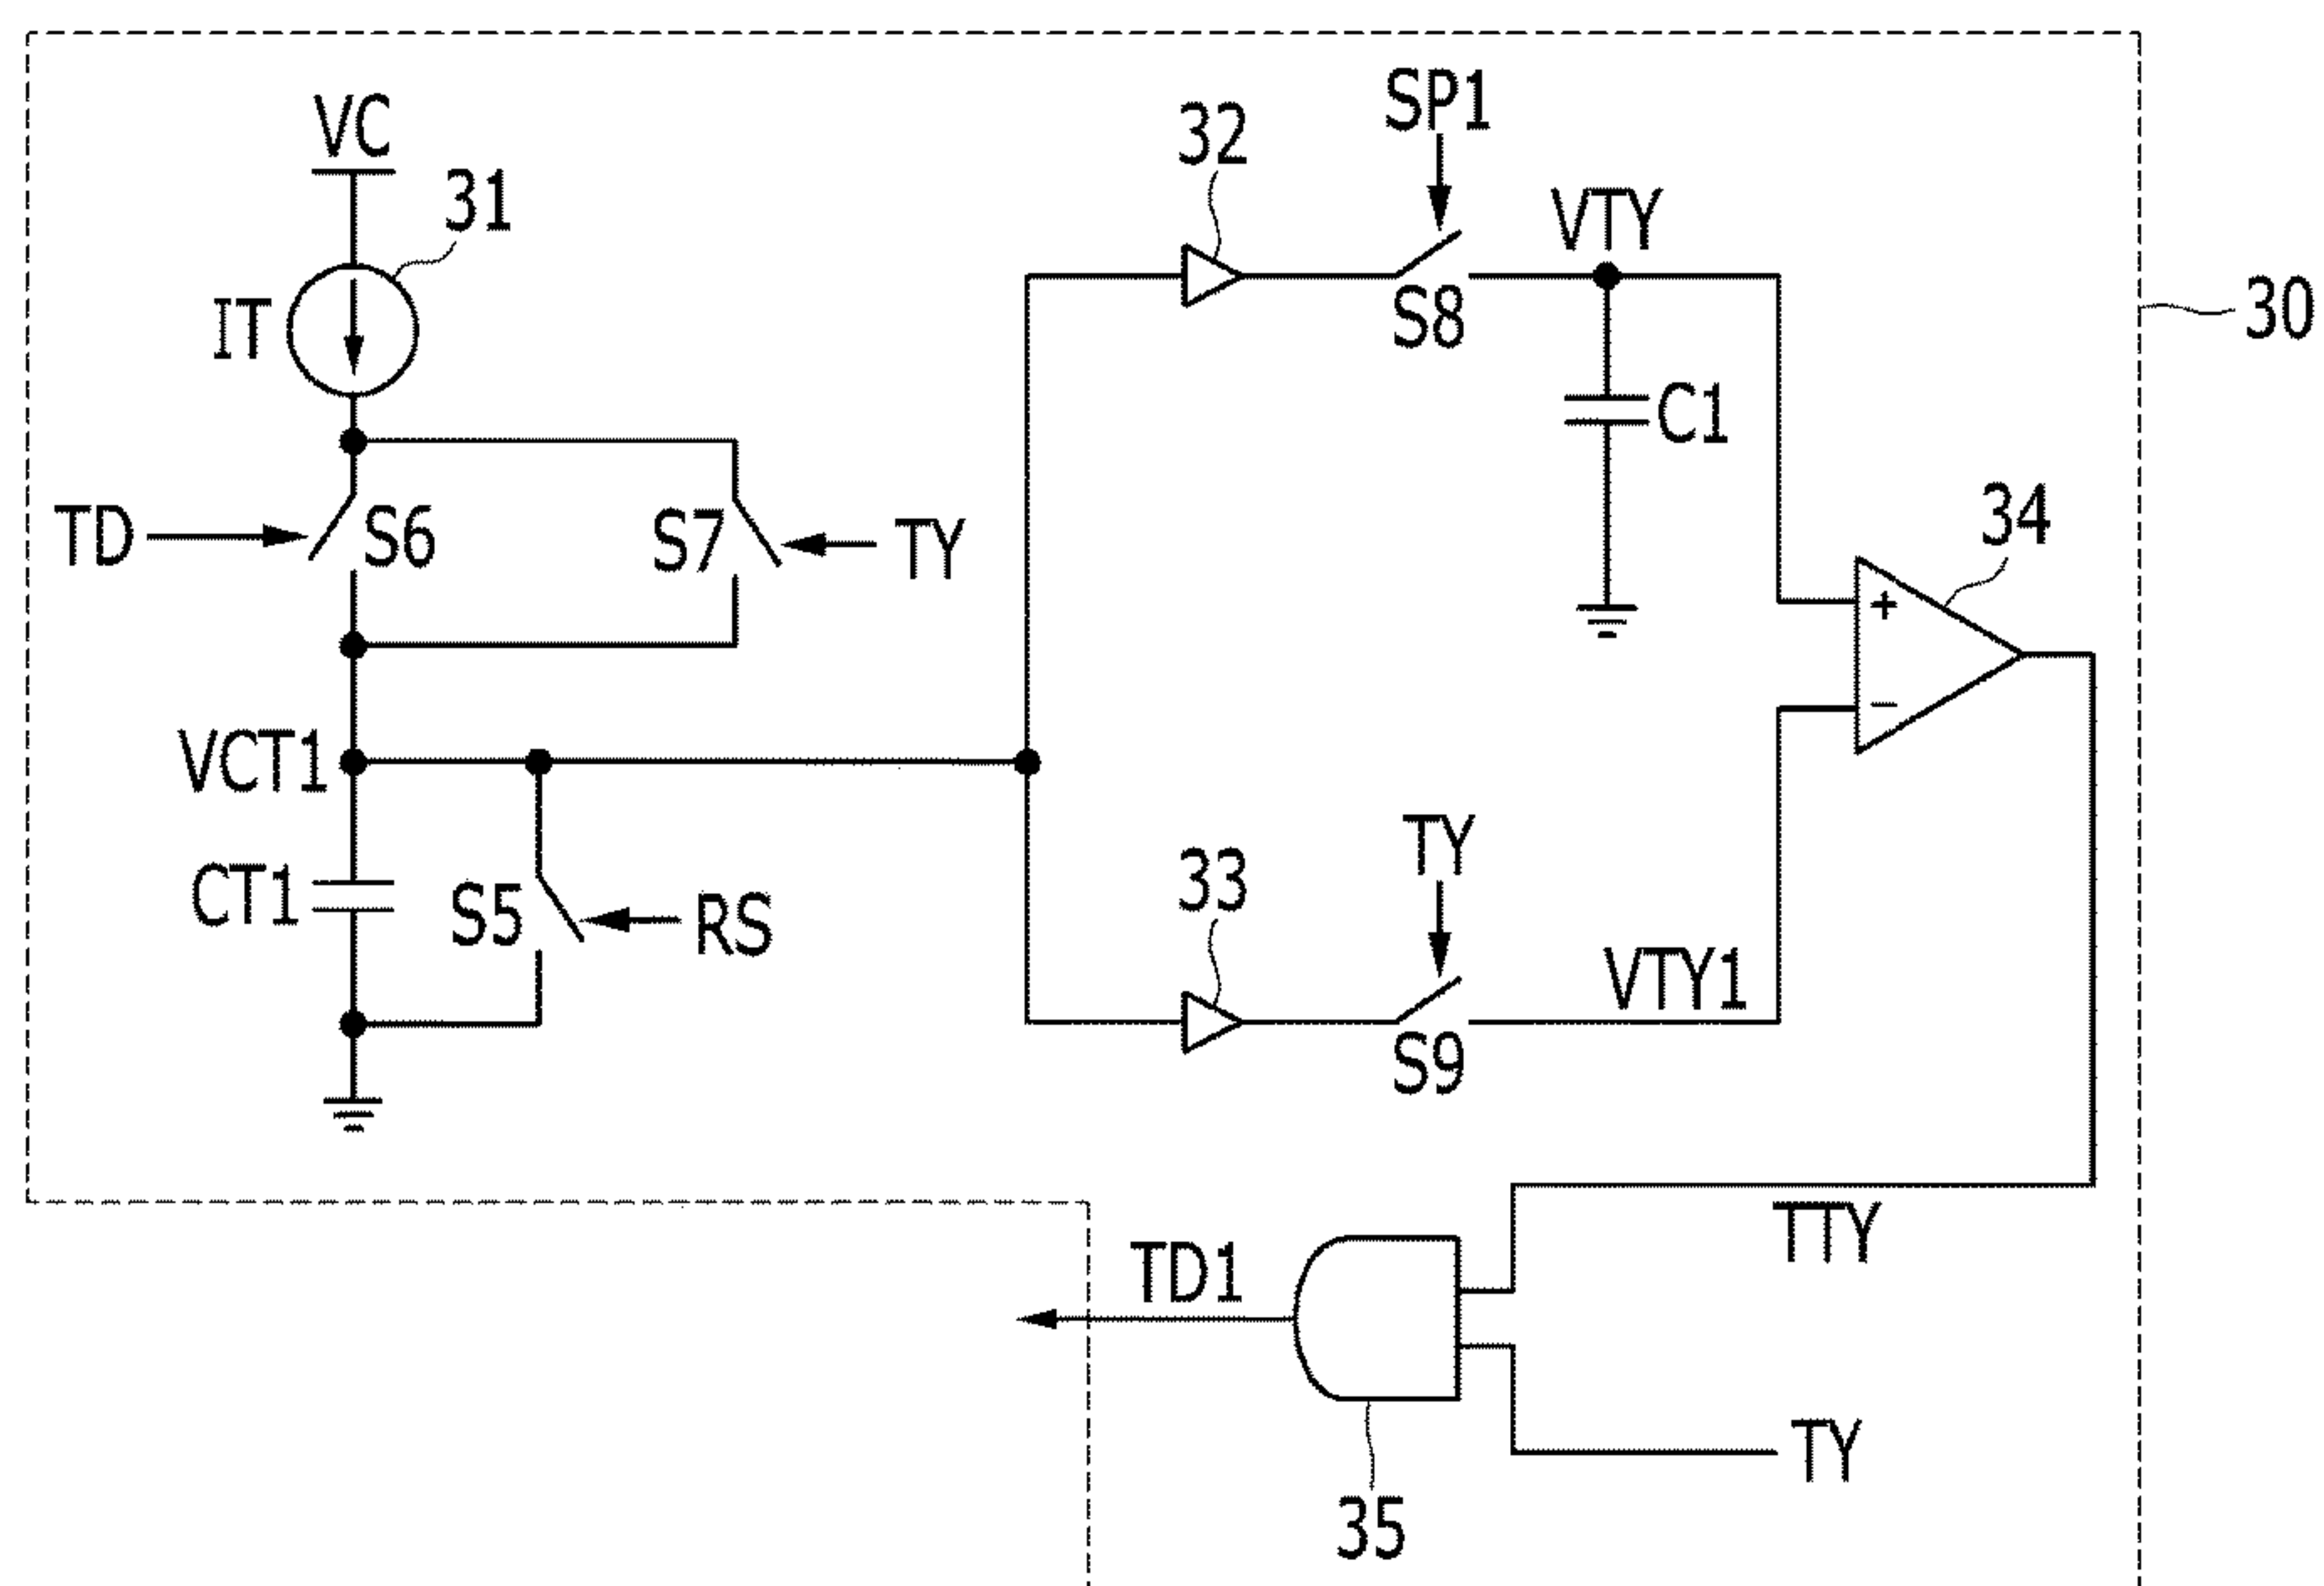 VC
31
IT
TD
S6
S7
TY
VCT1
CT1
S5
RS
32
SP1
S8
VTY
C1
30
34
+
−
33
TY
S9
VTY1
TTY
TD1
35
TY